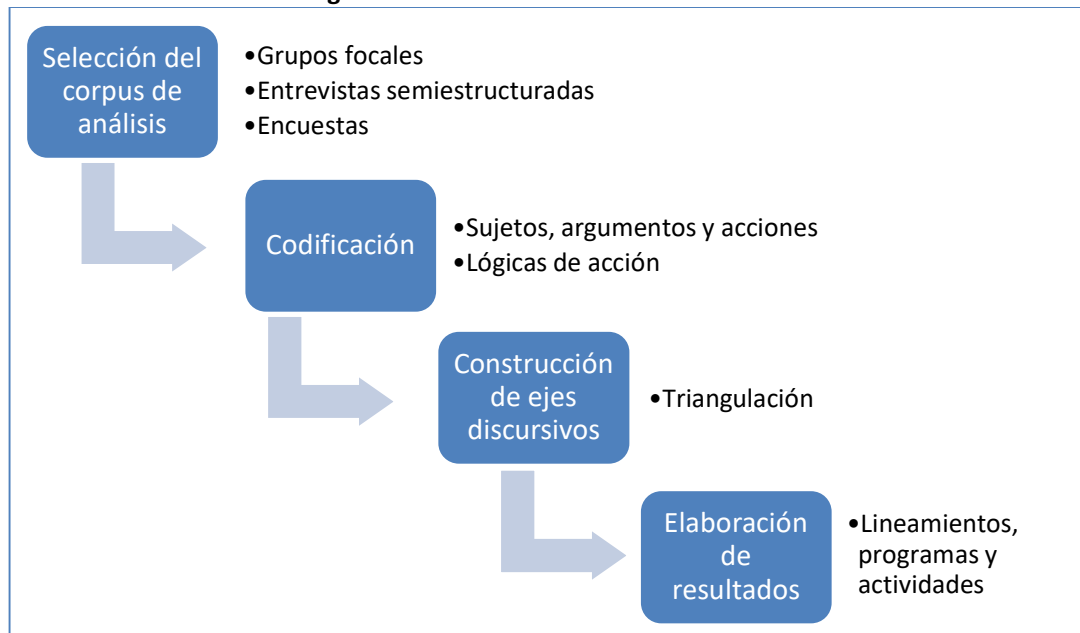 Selección del
corpus de
análisis
•Grupos focales
•Entrevistas semiestructuradas
•Encuestas
Codificación
•Sujetos, argumentos y acciones
•Lógicas de acción
Construcción
de ejes
discursivos
•Triangulación
Elaboración
de
resultados
•Lineamientos,
programas y
actividades